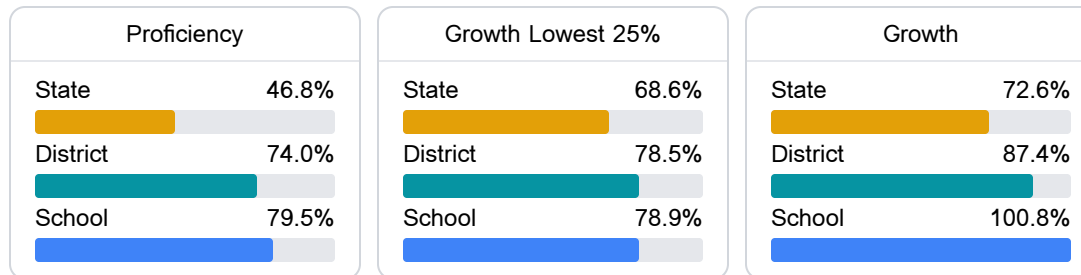 Proficiency
State 46.8%
District 74.0%
School 79.5%
Growth Lowest 25%
State 68.6%
District 78.5%
School 78.9%
Growth
State 72.6%
District 87.4%
School 100.8%